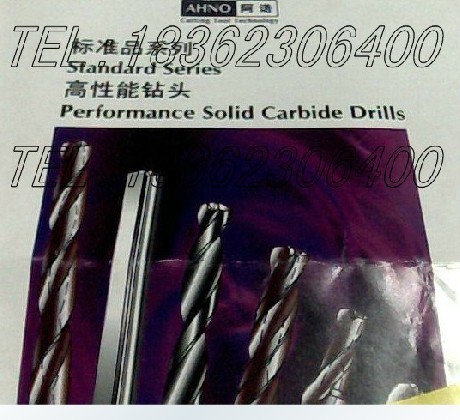 AHNO 阿诺
Cutting Tool Technology
标准品系列
TEL:18362306400
Standard Series
高性能钻头
Performance Solid Carbide Drills
TEL:18362306400